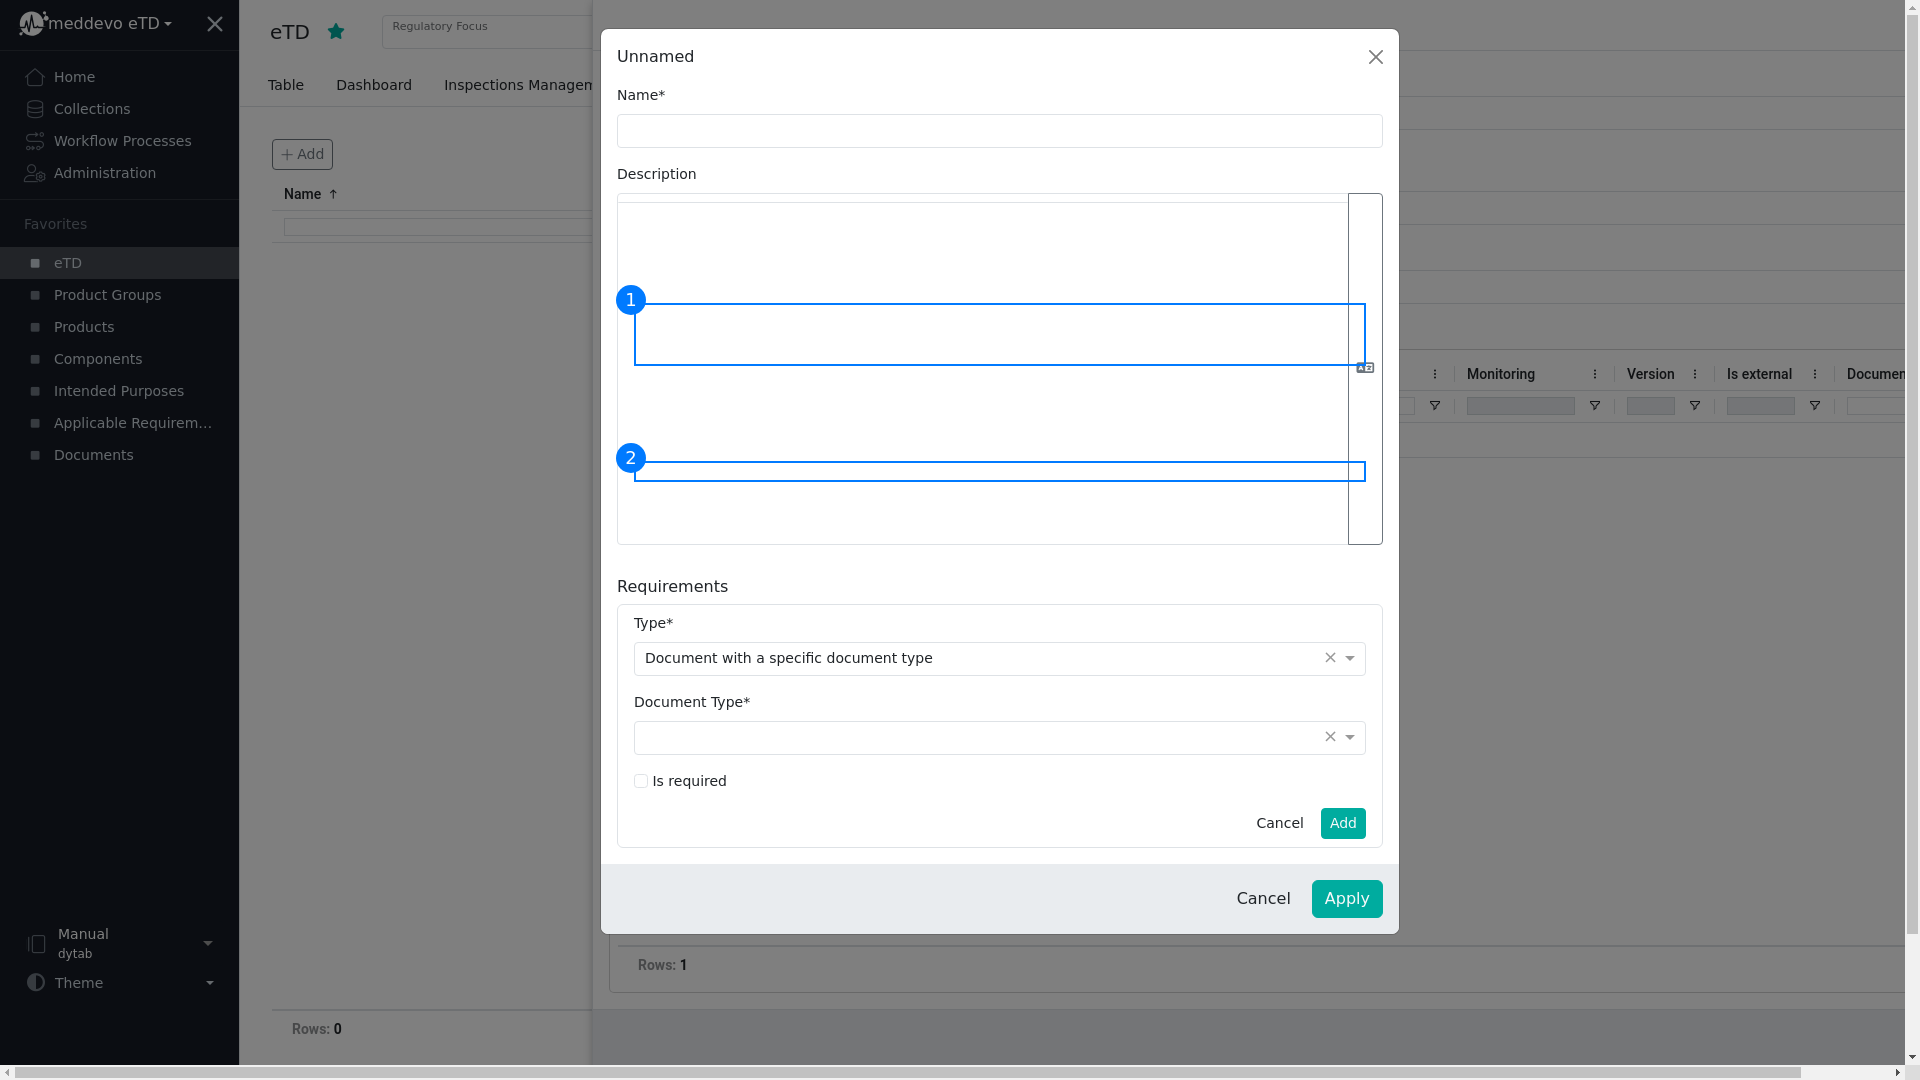 meddevo eTD
Home
Collections
Workflow Processes
Administration
Favorites
eTD
Product Groups
Products
Components
Intended Purposes
Applicable Requirem...
Documents
Manual
dytab
Theme
eTD
Regulatory Focus
Table
Dashboard
Inspections Managem
Add
Name ↑
Rows: 0
Unnamed
Name*
Description
1
2
Requirements
Type*
Document with a specific document type
Document Type*
Is required
Cancel
Add
Cancel
Apply
Monitoring
Version
Is external
Documen
Rows: 1